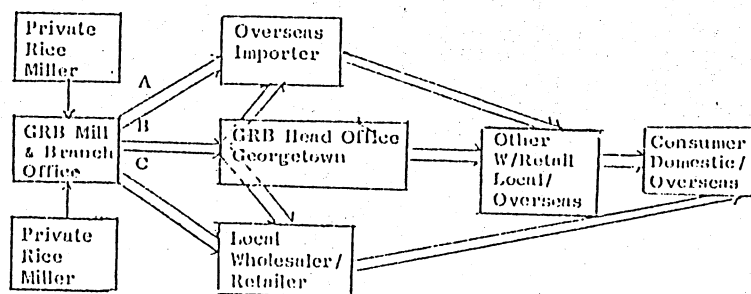 Private
Rice
Miller
Overseas
Importer
A
GRB Mill
& Branch
Office
B
C
GRB Head Office
Georgetown
Other
W/Retail
Local/
Overseas
Consumer
Domestic/
Overseas
Private
Rice
Miller
Local
Wholesaler/
Retailer